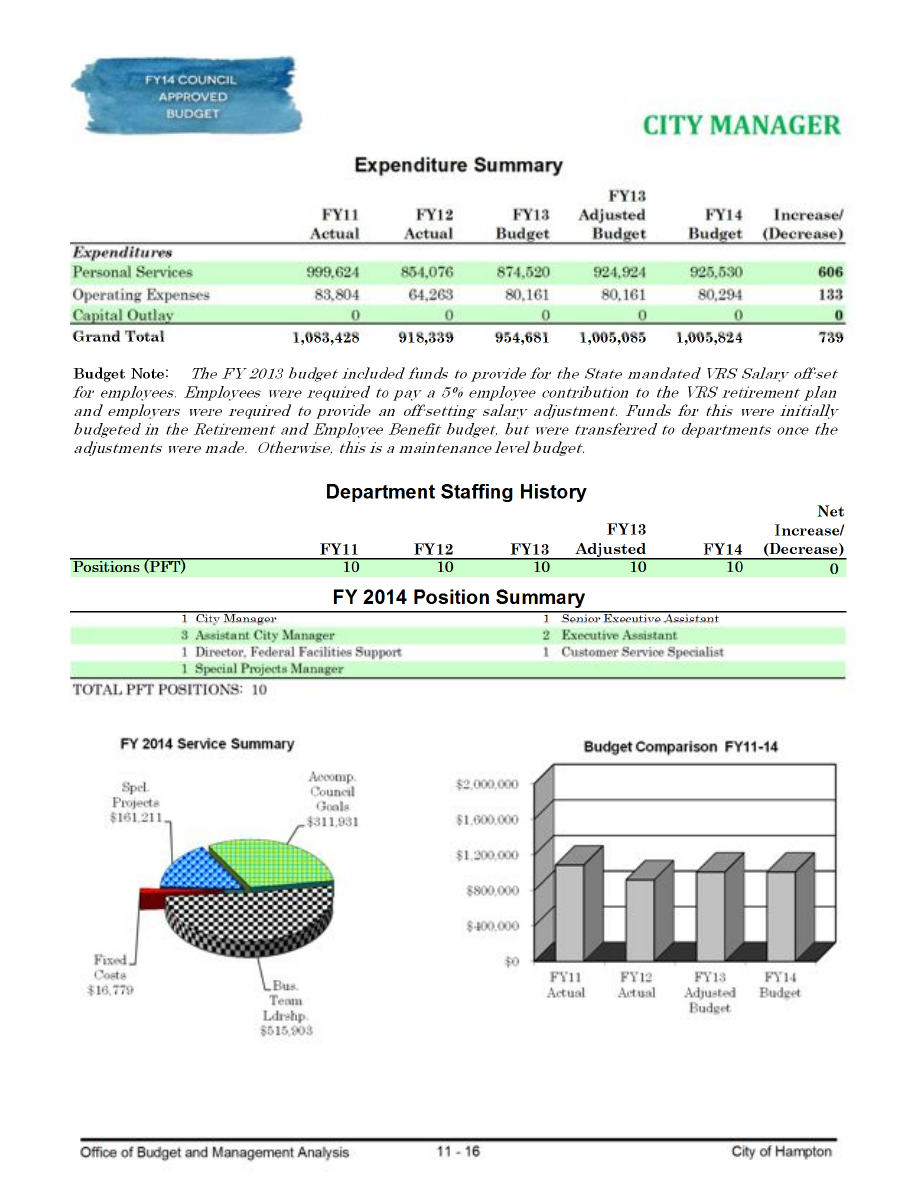 FY14 COUNCIL
APPROVED
BUDGET
CITY MANAGER
Expenditure Summary
FY13
FY11 FY12 FY13 Adjusted FY14 Increase/
Actual Actual Budget Budget Budget (Decrease)
Expenditures
Personal Services 999,624 854,076 874,520 924,924 925,530 606
Operating Expenses 83,804 64,263 80,161 80,161 80,294 133
Capital Outlay 0 0 0 0 0 0
Grand Total 1,083,428 918,339 954,681 1,005,085 1,005,824 739
Budget Note: The FY 2013 budget included funds to provide for the State mandated VRS Salary off-set
for employees. Employees were required to pay a 5% employee contribution to the VRS retirement plan
and employers were required to provide an off-setting salary adjustment. Funds for this were initially
budgeted in the Retirement and Employee Benefit budget, but were transferred to departments once the
adjustments were made. Otherwise, this is a maintenance level budget.
Department Staffing History
Net
FY13 Increase/
FY11 FY12 FY13 Adjusted FY14 (Decrease)
Positions (PFT) 10 10 10 10 10 0
FY 2014 Position Summary
1 City Manager 1 Senior Executive Assistant
3 Assistant City Manager 2 Executive Assistant
1 Director, Federal Facilities Support 1 Customer Service Specialist
1 Special Projects Manager
TOTAL PFT POSITIONS: 10
FY 2014 Service Summary
Spcl.
Projects
$161,211
Accomp.
Council
Goals
$311,931
Fixed
Costs
$16,779
Bus.
Team
Ldrshp.
$515,903
Budget Comparison FY11-14
$2,000,000
$1,600,000
$1,200,000
$800,000
$400,000
$0
FY11 FY12 FY13 FY14
Actual Actual Adjusted Budget
Budget
Office of Budget and Management Analysis 11 - 16 City of Hampton